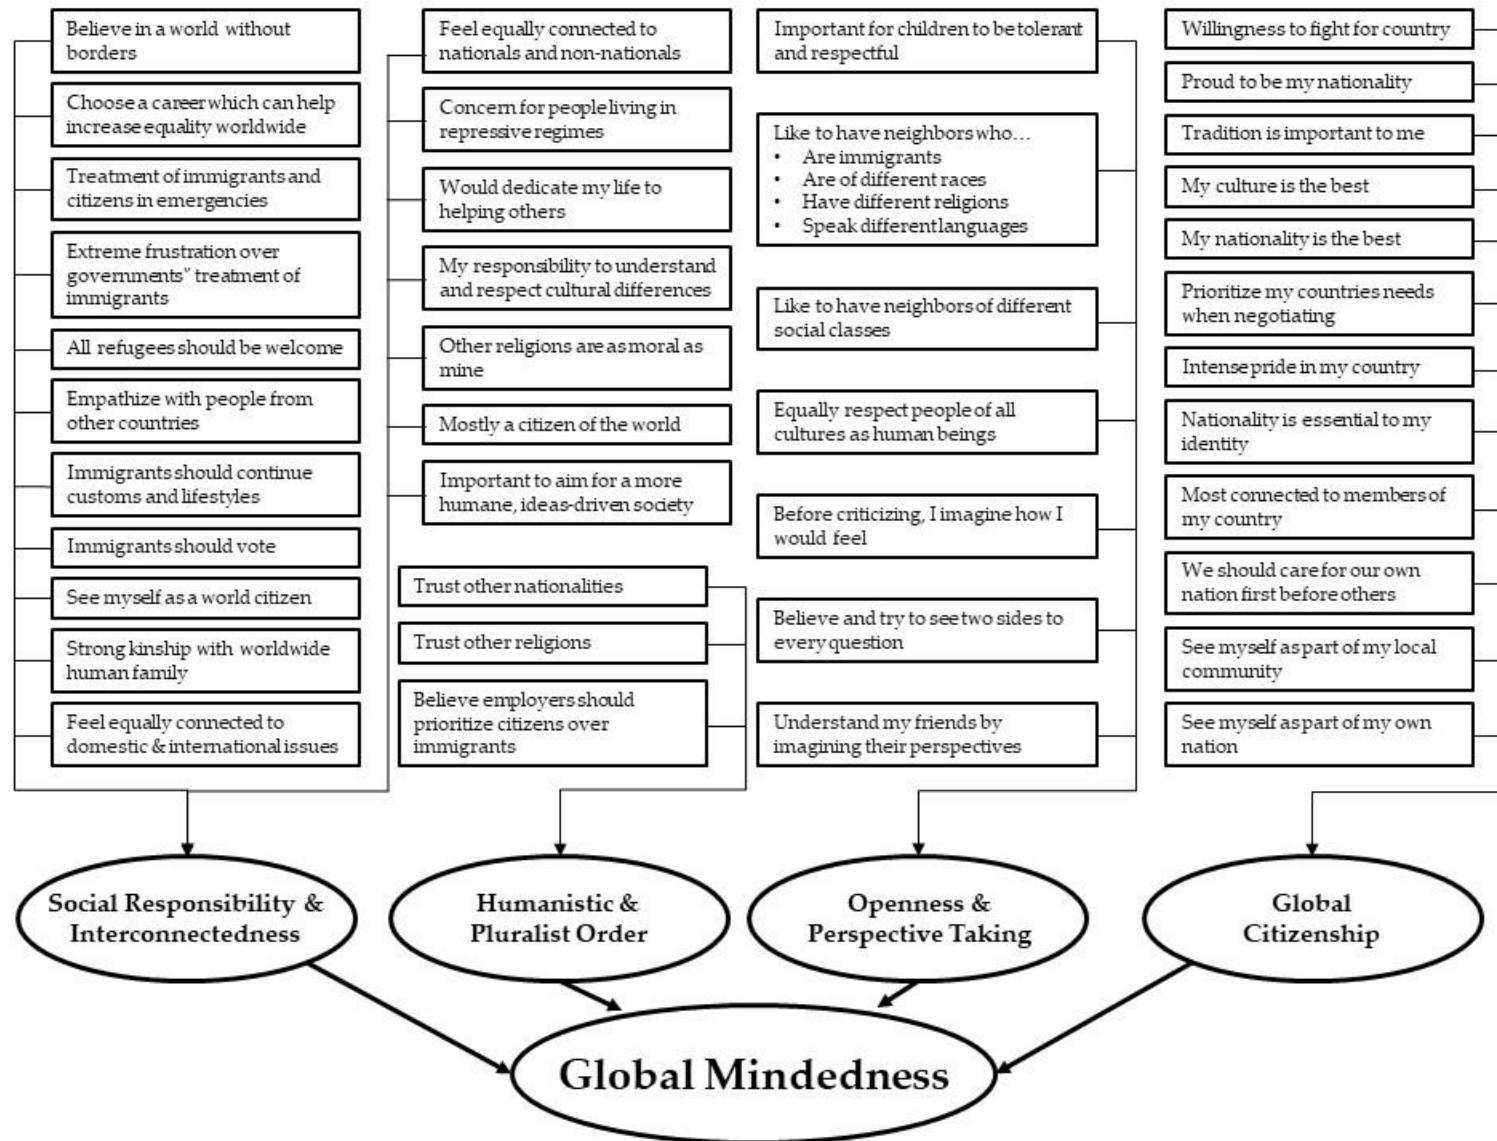 Believe in a world without
borders
Choose a career which can help
increase equality worldwide
Treatment of immigrants and
citizens in emergencies
Extreme frustration over
governments" treatment of
immigrants
All refugees should be welcome
Empathize with people from
other countries
Immigrants should continue
customs and lifestyles
Immigrants should vote
See myself as a world citizen
Strong kinship with worldwide
human family
Feel equally connected to
domestic & international issues
Feel equally connected to
nationals and non-nationals
Concern for people living in
repressive regimes
Would dedicate my life to
helping others
My responsibility to understand
and respect cultural differences
Other religions are as moral as
mine
Mostly a citizen of the world
Important to aim for a more
humane, ideas-driven society
Trust other nationalities
Trust other religions
Believe employers should
prioritize citizens over
immigrants
Important for children to be tolerant
and respectful
Like to have neighbors who…
• Are immigrants
• Are of different races
• Have different religions
• Speak different languages
Like to have neighbors of different
social classes
Equally respect people of all
cultures as human beings
Before criticizing, I imagine how I
would feel
Believe and try to see two sides to
every question
Understand my friends by
imagining their perspectives
Willingness to fight for country
Proud to be my nationality
Tradition is important to me
My culture is the best
My nationality is the best
Prioritize my countries needs
when negotiating
Intense pride in my country
Nationality is essential to my
identity
Most connected to members of
my country
We should care for our own
nation first before others
See myself as part of my local
community
See myself as part of my own
nation
Social Responsibility &
Interconnectedness
Humanistic &
Pluralist Order
Openness &
Perspective Taking
Global
Citizenship
Global Mindedness